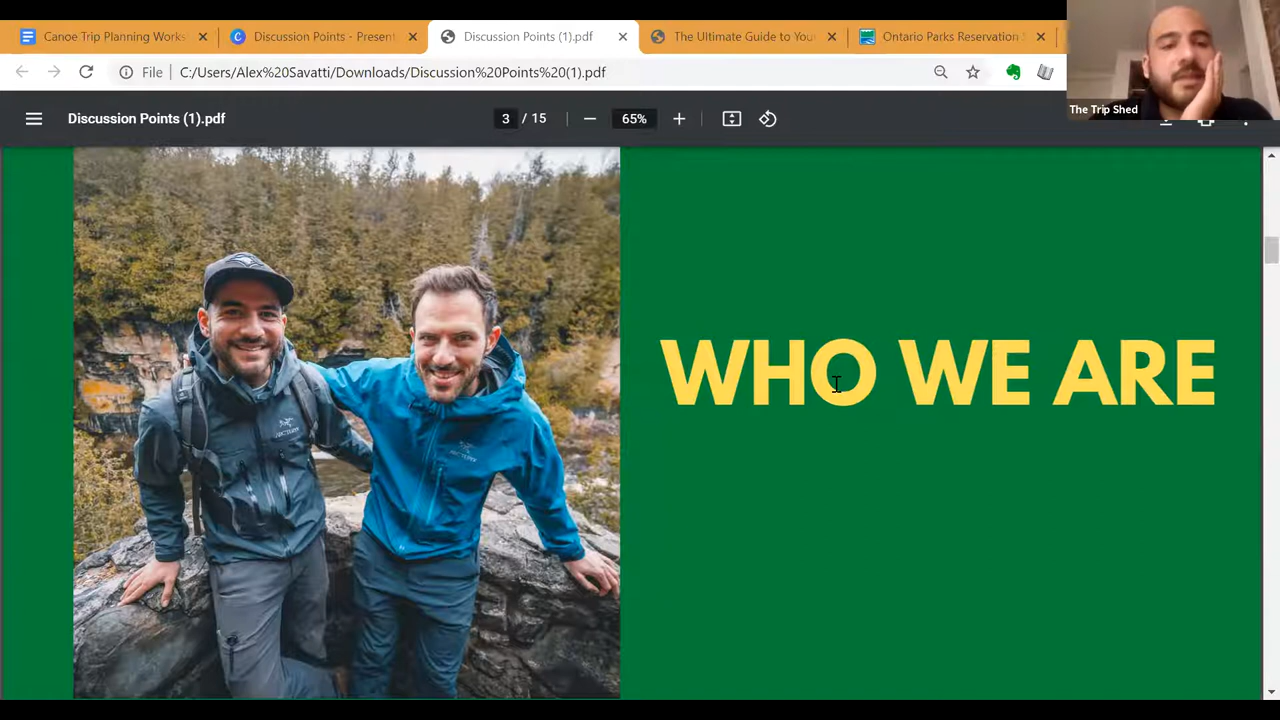 Canoe Trip Planning Works
Discussion Points - Present
Discussion Points (1).pdf
The Ultimate Guide to You
Ontario Parks Reservation
File
C:/Users/Alex%20Savatti/Downloads/Discussion%20Points%20(1).pdf
The Trip Shed
Discussion Points (1).pdf
3 / 15
65%
WHO WE ARE